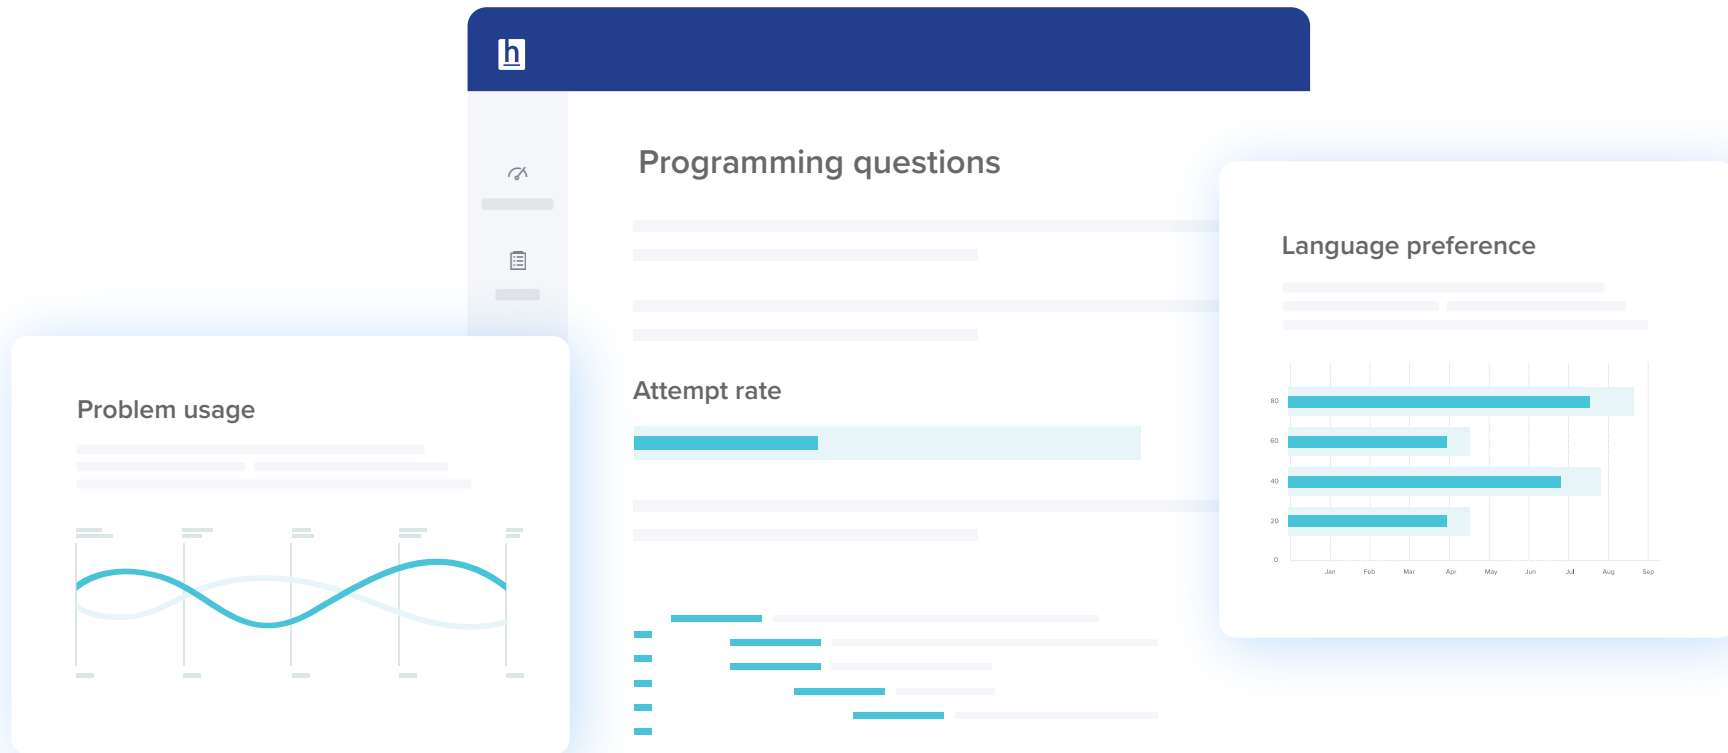 h
Programming questions
Attempt rate
Problem usage
Language preference
80
60
40
20
0
Jan Feb Mar Apr May Jun Jul Aug Sep